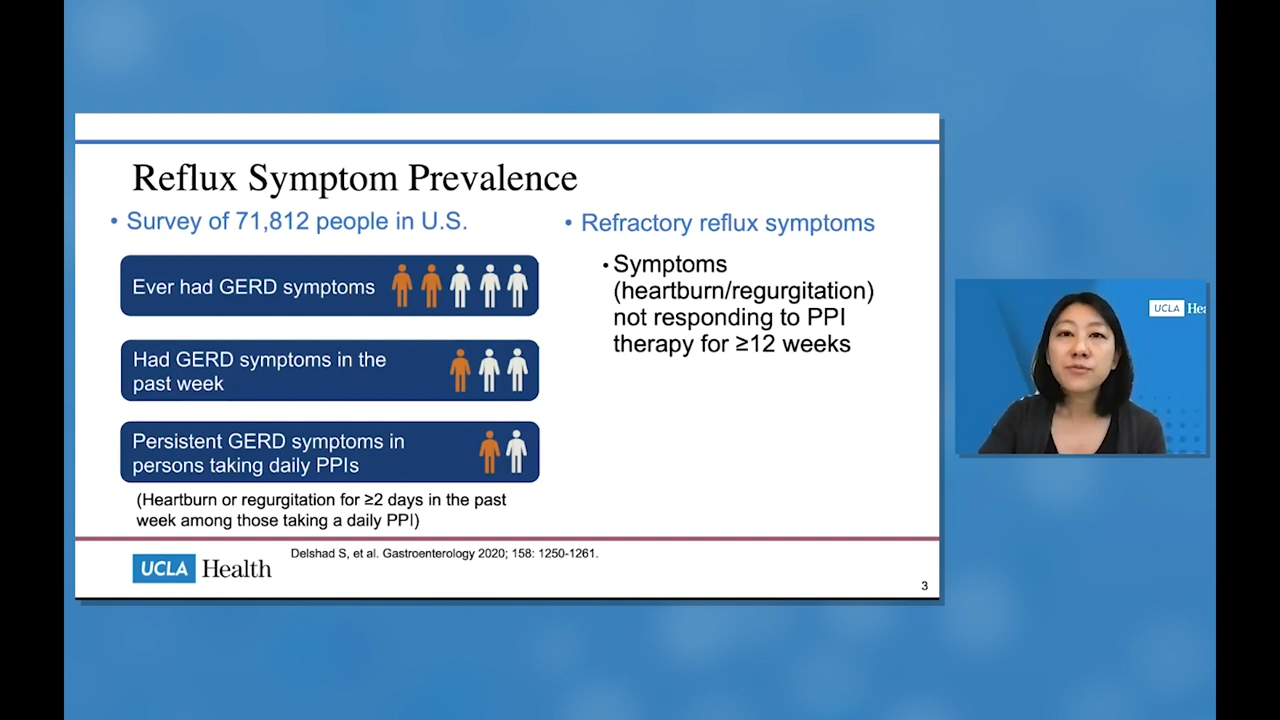 Reflux Symptom Prevalence
• Survey of 71,812 people in U.S.
Ever had GERD symptoms
Had GERD symptoms in the
past week
Persistent GERD symptoms in
persons taking daily PPIs
(Heartburn or regurgitation for ≥2 days in the past
week among those taking a daily PPI)
• Refractory reflux symptoms
• Symptoms
(heartburn/regurgitation)
not responding to PPI
therapy for ≥12 weeks
UCLA Health
Delshad S, et al. Gastroenterology 2020; 158: 1250-1261.
3
UCLA Hea